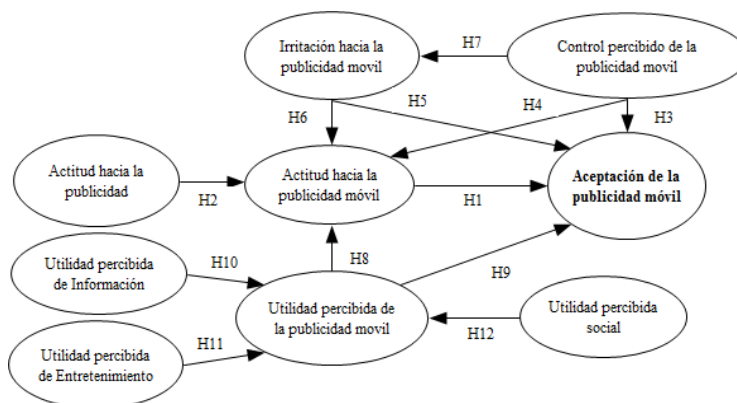 Irritación hacia la
publicidad movil
H7
Control percibido de la
publicidad movil
H6
H5
H4
H3
Actitud hacia la
publicidad
H2
Actitud hacia la
publicidad móvil
H1
Aceptación de la
publicidad móvil
Utilidad percibida
de Información
H10
H8
H9
Utilidad percibida de
la publicidad movil
H12
Utilidad percibida
social
Utilidad percibida
de Entretenimiento
H11